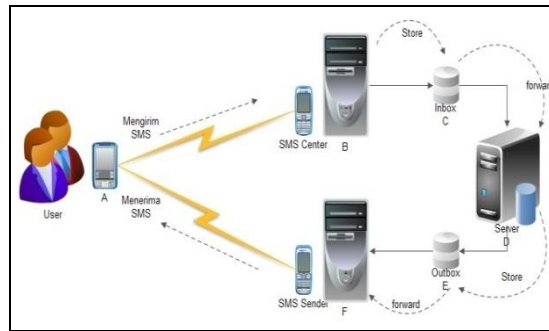 Store
forward
Mengirim
SMS
SMS Center
B
Inbox
C
User
A
Menerima
SMS
Server
D
SMS Sender
F
Outbox
E
forward
Store